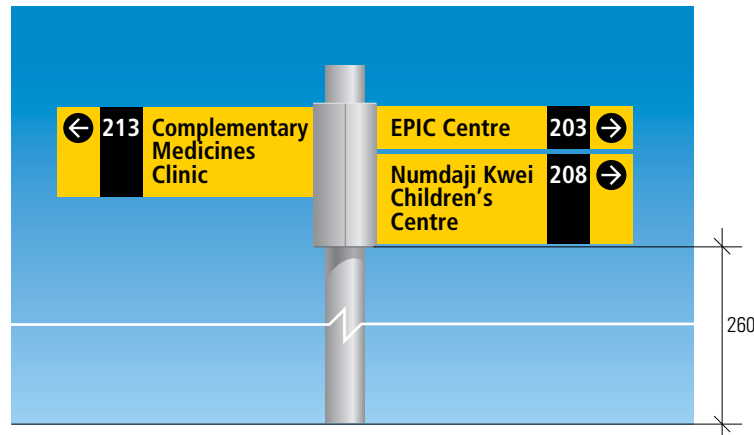 213 Complementary
Medicines
Clinic
EPIC Centre 203
Numdaji Kwei 208
Children's
Centre
260